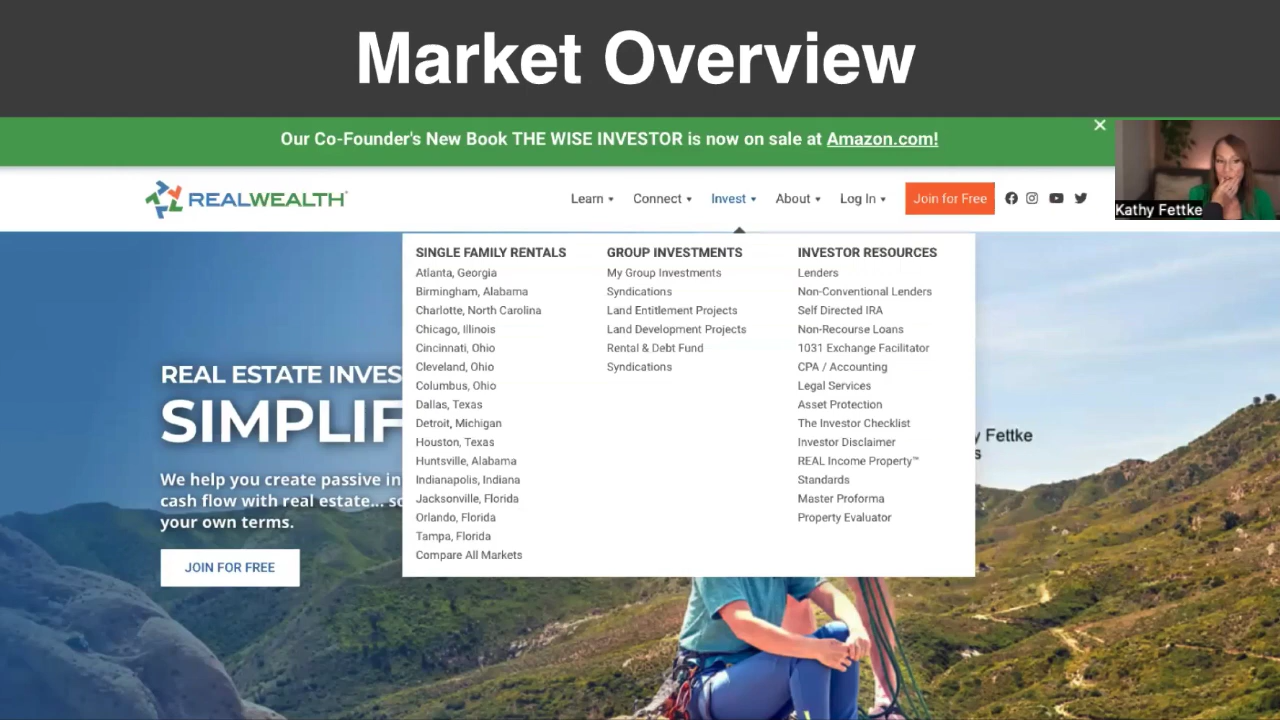 Market Overview
Our Co-Founder's New Book THE WISE INVESTOR is now on sale at Amazon.com!
REALWEALTH
Learn
Connect
Invest
About
Log In
Join for Free
Kathy Fettke
SINGLE FAMILY RENTALS
Atlanta, Georgia
Birmingham, Alabama
Charlotte, North Carolina
Chicago, Illinois
Cincinnati, Ohio
Cleveland, Ohio
Columbus, Ohio
Dallas, Texas
Detroit, Michigan
Houston, Texas
Huntsville, Alabama
Indianapolis, Indiana
Jacksonville, Florida
Orlando, Florida
Tampa, Florida
Compare All Markets
GROUP INVESTMENTS
My Group Investments
Syndications
Land Entitlement Projects
Land Development Projects
Rental & Debt Fund
Syndications
INVESTOR RESOURCES
Lenders
Non-Conventional Lenders
Self Directed IRA
Non-Recourse Loans
1031 Exchange Facilitator
CPA / Accounting
Legal Services
Asset Protection
The Investor Checklist
Investor Disclaimer
REAL Income Property™
Standards
Master Proforma
Property Evaluator
REAL ESTATE INVES
SIMPLIF
We help you create passive in
cash flow with real estate... so
your own terms.
JOIN FOR FREE
y Fettke
s